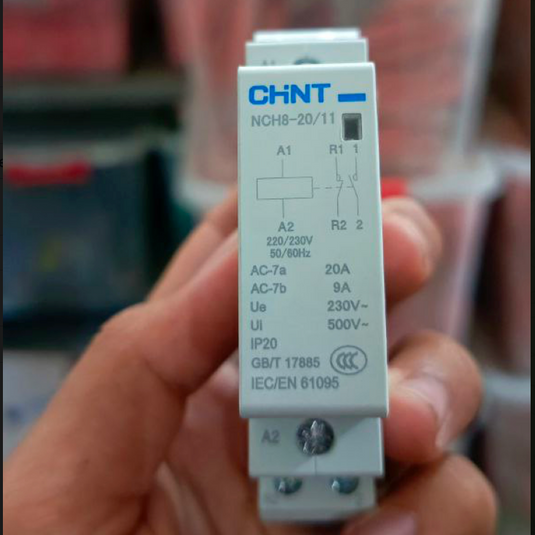 CHNT
NCH8-20/11
A1 R1 1
A2 R2 2
220/230V
50/60Hz
AC-7a 20A
AC-7b 9A
Ue 230V~
Ui 500V~
IP20
GB/T 17885 CCC
IEC/EN 61095
A2